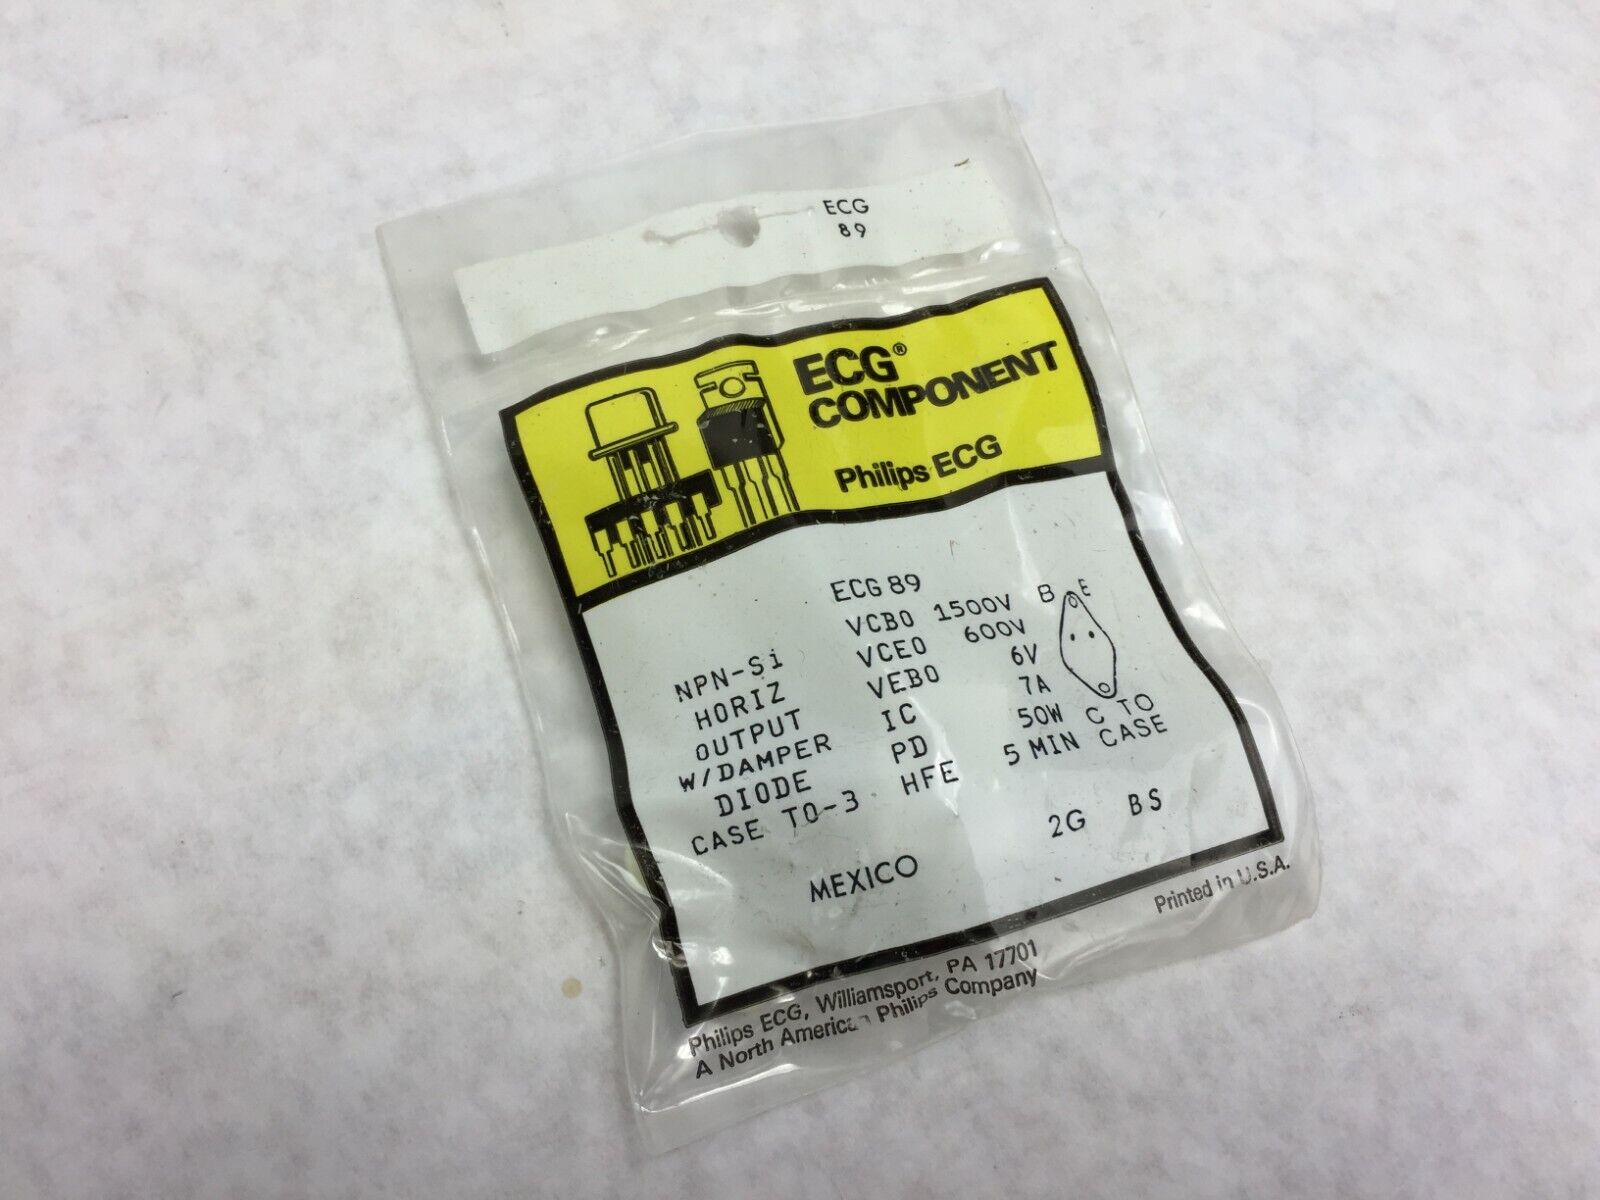 ECG
89
ECG®
COMPONENT
Philips ECG
ECG 89
NPN-Si
HORIZ
OUTPUT
W/DAMPER
DIODE
CASE TO-3
VCBO 1500V
VCEO 600V
VEBO 6V
IC 7A
PD 50W
HFE 5 MIN
B E
C TO
CASE
MEXICO
2G BS
Printed in U.S.A.
Philips ECG, Williamsport, PA 17701
A North American Philips Company